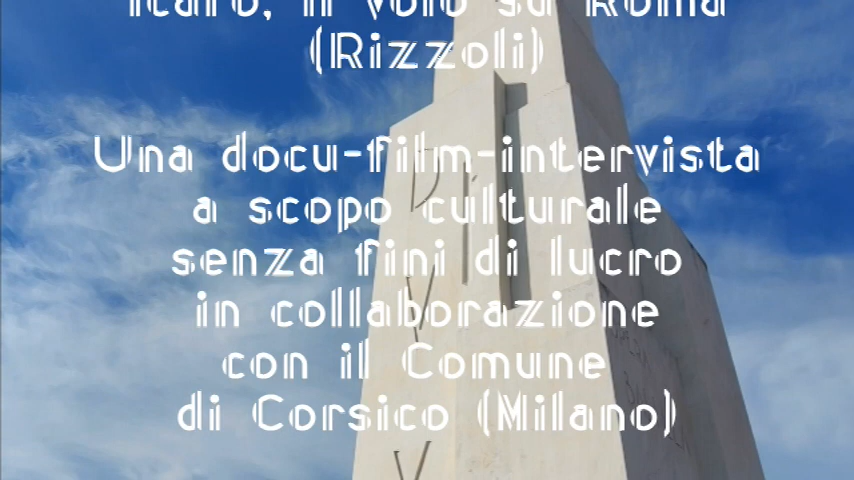 Icaro, il volo su Roma
(Rizzoli)
Una docu-film-intervista
a scopo culturale
senza fini di lucro
in collaborazione
con il Comune
di Corsico (Milano)